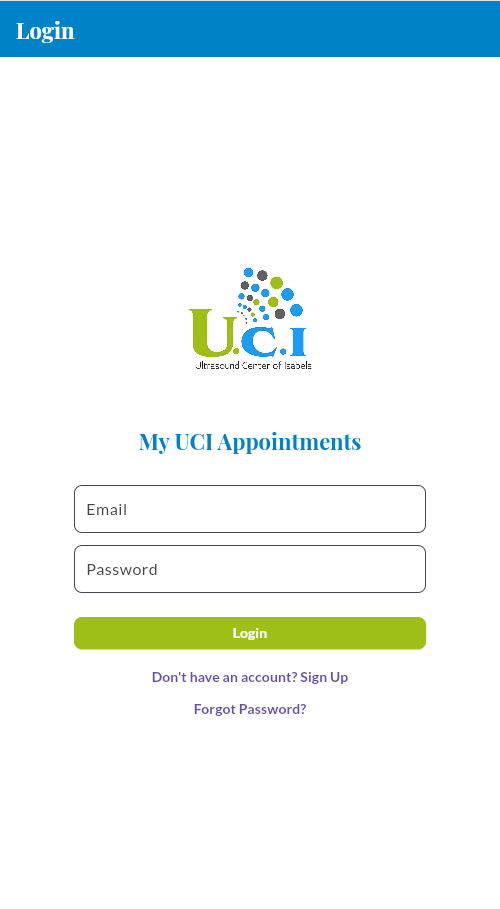 Login
U.C.I
Ultrasound Center of Isabela
My UCI Appointments
Email
Password
Login
Don't have an account? Sign Up
Forgot Password?